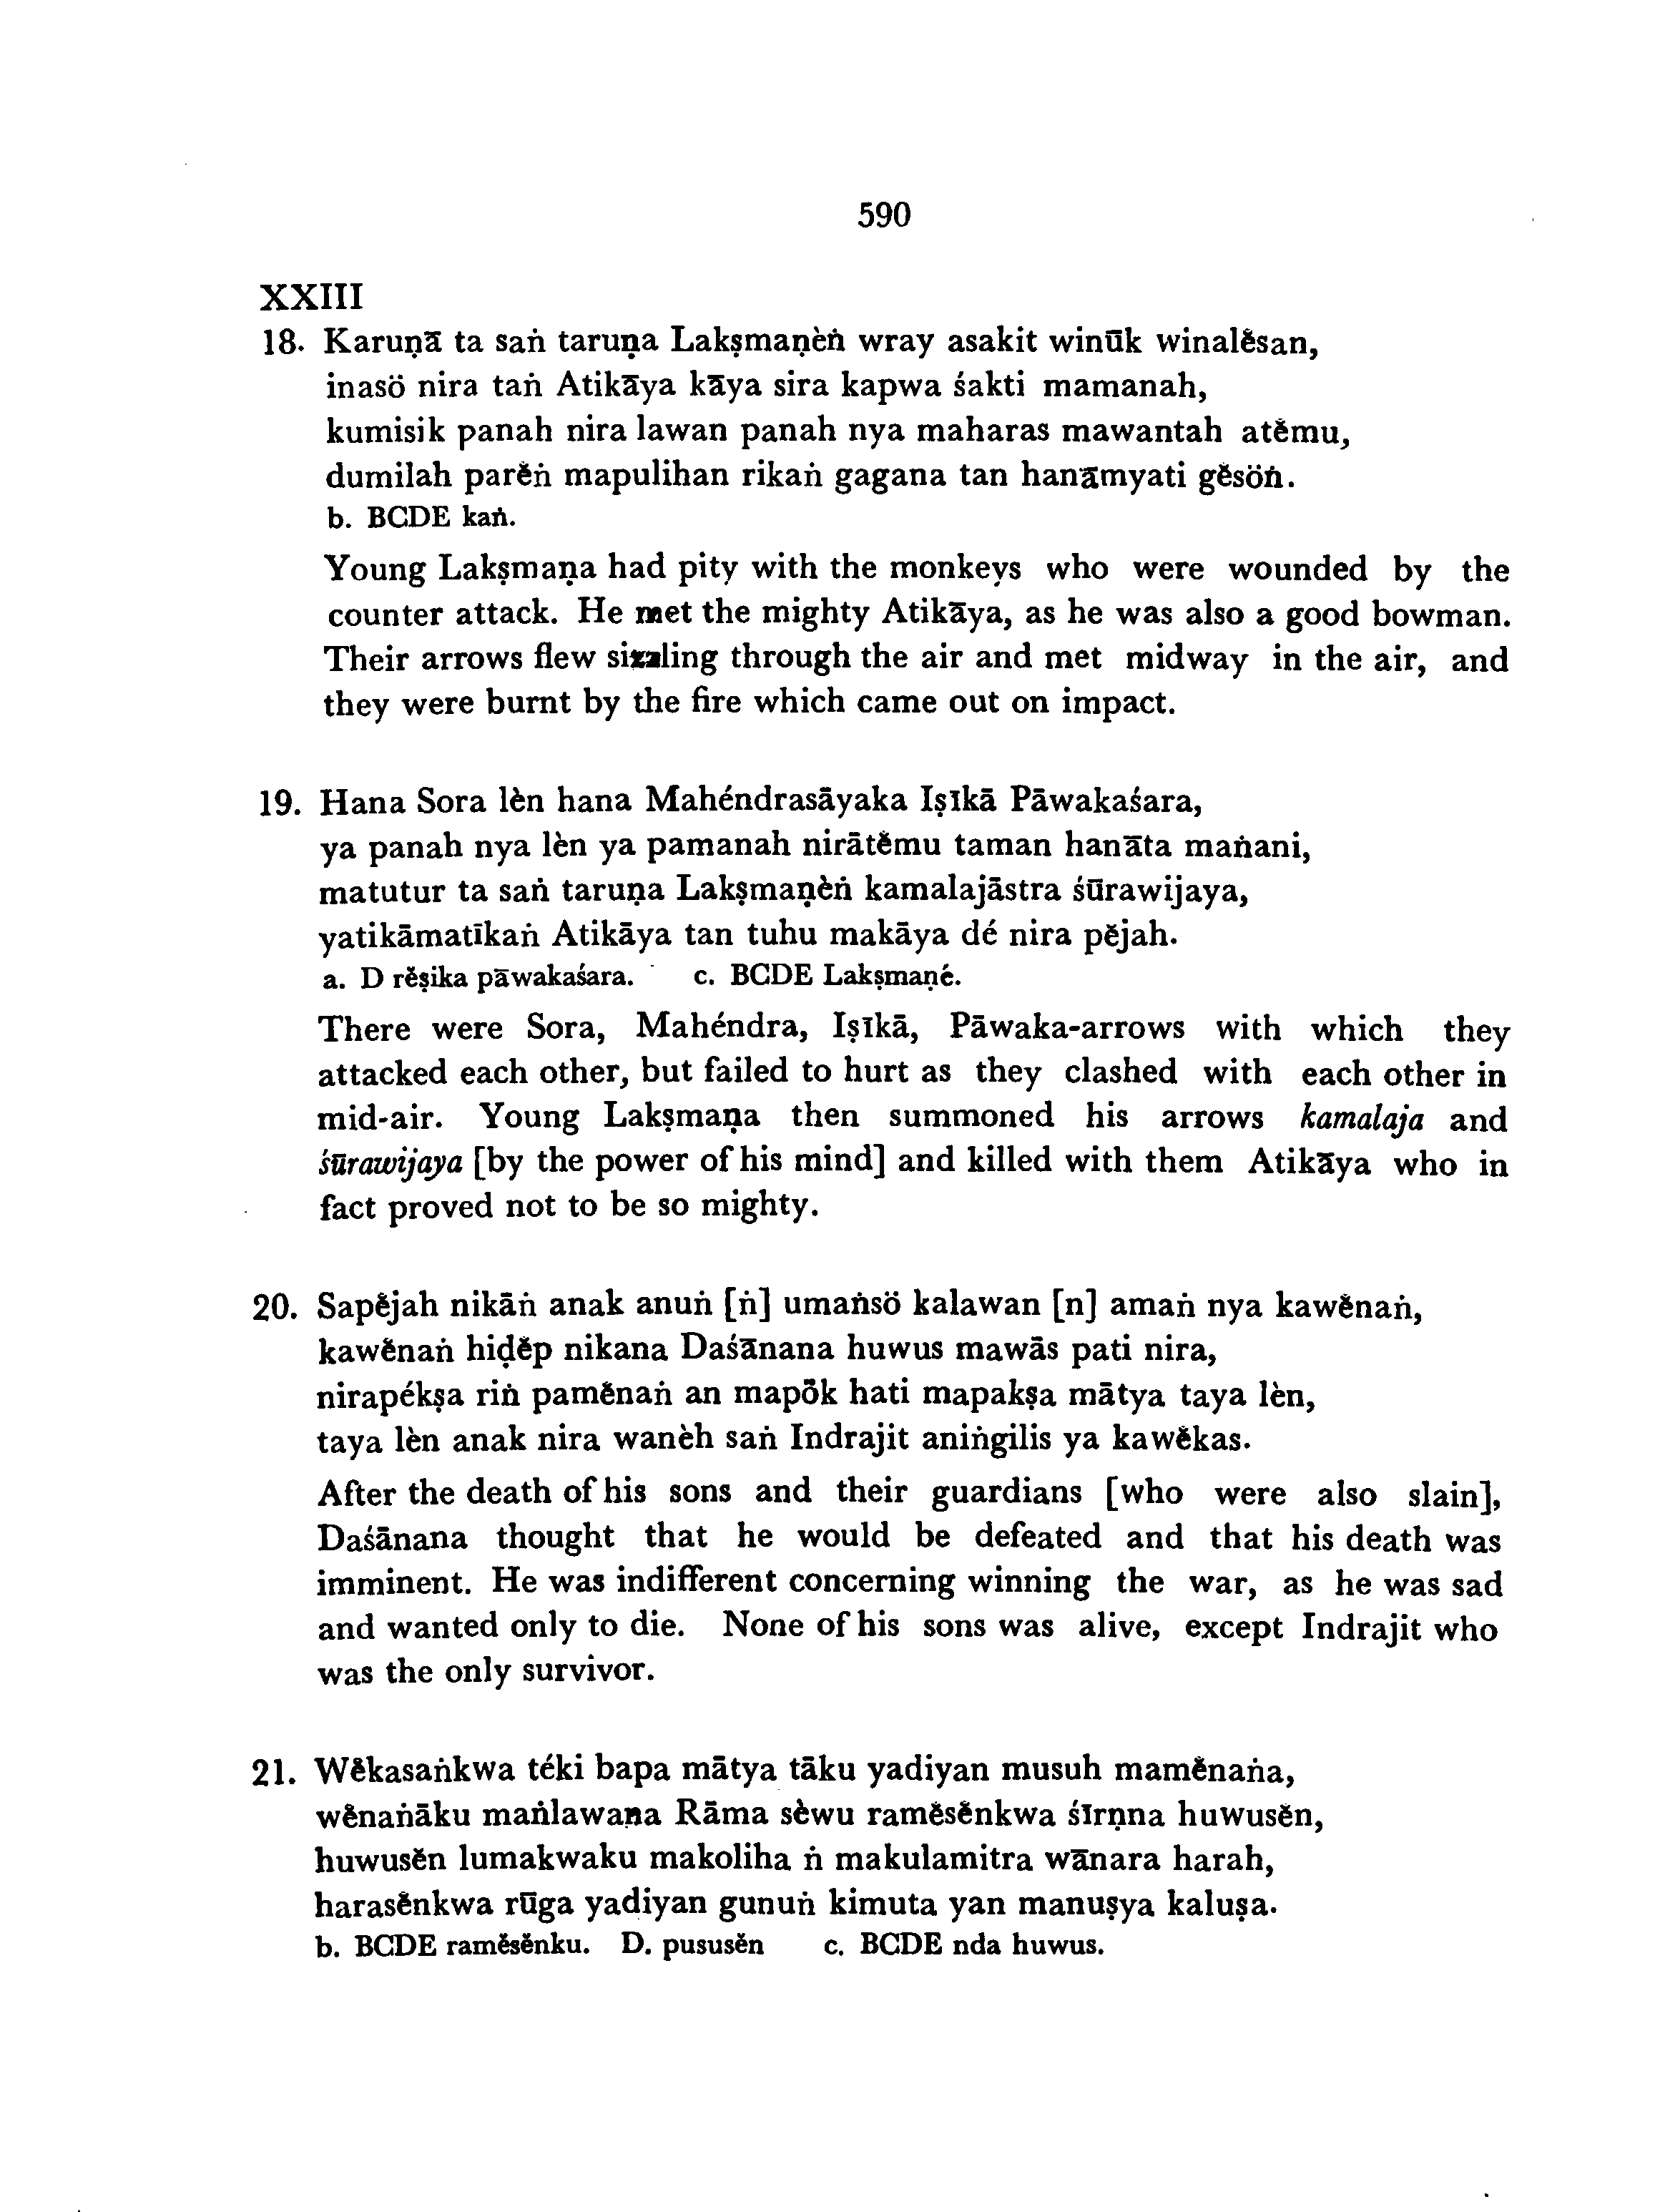 590
XXIII
18. Karuṇā ta saṅ taruṇa Lakṣmaṇèṅ wray asakit winūk winalĕsan,
inasö nira taṅ Atikāya kāya sira kapwa śakti mamanah,
kumisik panah nira lawan panah nya maharas mawantah atĕmu,
dumilah parĕṅ mapulihan rikaṅ gagana tan hanāmyati gĕsöṅ.
b. BCDE kaṅ.
Young Lakṣmaṇa had pity with the monkeys who were wounded by the
counter attack. He met the mighty Atikāya, as he was also a good bowman.
Their arrows flew sizzling through the air and met midway in the air, and
they were burnt by the fire which came out on impact.
19. Hana Sora lèn hana Mahéndrasāyaka Iṣīkā Pāwakaśara,
ya panah nya lèn ya pamanah nirātĕmu taman hanāta maṅani,
matutur ta saṅ taruṇa Lakṣmaṇèṅ kamalajāstra śūrawijaya,
yatikāmatīkaṅ Atikāya tan tuhu makāya dé nira pĕjah.
a. D rĕṣika pāwakaśara. c. BCDE Lakṣmaṇé.
There were Sora, Mahéndra, Iṣīkā, Pāwaka-arrows with which they
attacked each other, but failed to hurt as they clashed with each other in
mid-air. Young Lakṣmaṇa then summoned his arrows kamalaja and
śūrawijaya [by the power of his mind] and killed with them Atikāya who in
fact proved not to be so mighty.
20. Sapĕjah nikāṅ anak anuṅ [ṅ] umaṅsö kalawan [n] amaṅ nya kawĕnaṅ,
kawĕnaṅ hiḍĕp nikana Daśānana huwus mawās pati nira,
nirapékṣa riṅ pamĕnaṅ an mapȫk hati mapakṣa mātya taya lèn,
taya lèn anak nira wanèh saṅ Indrajit aniṅgilis ya kawĕkas.
After the death of his sons and their guardians [who were also slain],
Daśānana thought that he would be defeated and that his death was
imminent. He was indifferent concerning winning the war, as he was sad
and wanted only to die. None of his sons was alive, except Indrajit who
was the only survivor.
21. Wĕkasaṅkwa téki bapa mātya tāku yadiyan musuh mamĕnaṅa,
wĕnaṅāku maṅlawaṇa Rāma sèwu ramĕsĕnkwa śīrṇna huwusĕn,
huwusĕn lumakwaku makoliha ṅ makulamitra wānara harah,
harasĕnkwa rūga yadiyan gunuṅ kimuta yan manuṣya kaluṣa.
b. BCDE ramĕsĕnku. D. pususĕn c. BCDE nda huwus.